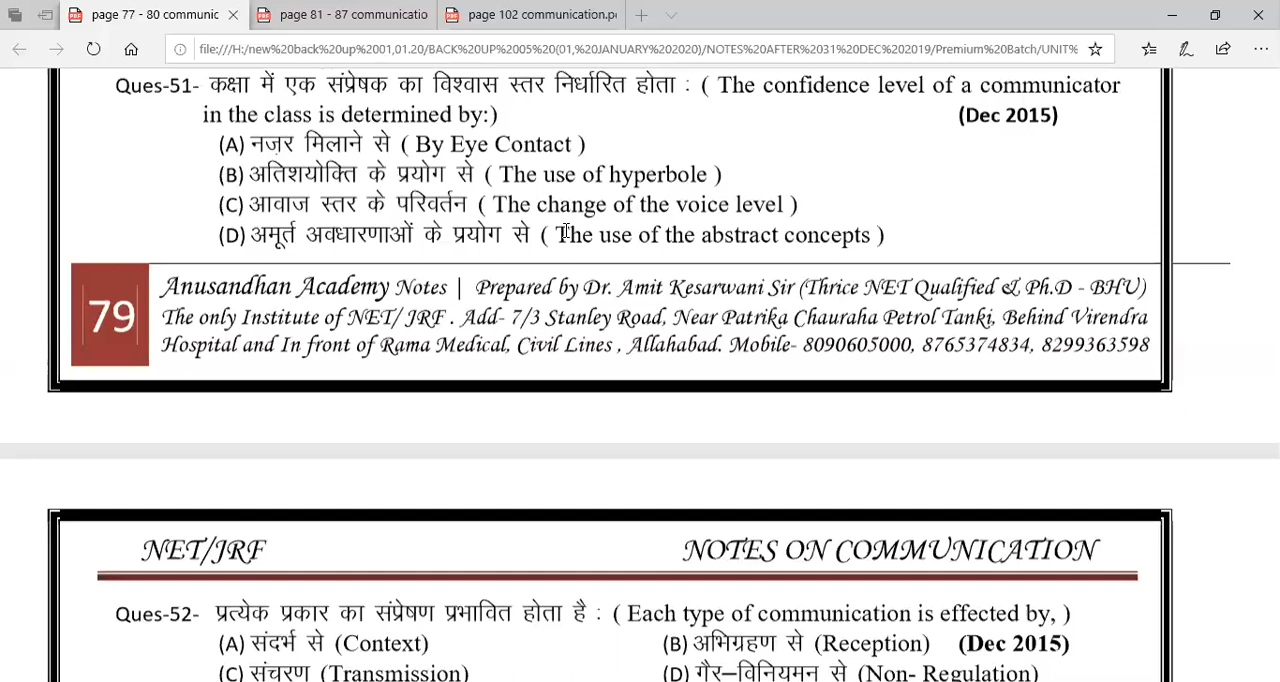 page 77 - 80 communic
page 81 - 87 communicatio
page 102 communication.p
file:///H:/new%20back%20up%2001,01.20/BACK%20UP%2005%20(01,%20JANUARY%202020)/NOTES%20AFTER%2031%20DEC%202019/Premium%20Batch/UNIT%
Ques-51- कक्षा में एक संप्रेषक का विश्वास स्तर निर्धारित होता : ( The confidence level of a communicator
in the class is determined by:) (Dec 2015)
(A) नज़र मिलाने से ( By Eye Contact )
(B) अतिशयोक्ति के प्रयोग से ( The use of hyperbole )
(C) आवाज स्तर के परिवर्तन ( The change of the voice level )
(D) अमूर्त अवधारणाओं के प्रयोग से ( The use of the abstract concepts )
79
Anusandhan Academy Notes | Prepared by Dr. Amit Kesarwani Sir (Thrice NET Qualified & Ph.D - BHU)
The only Institute of NET/ JRF . Add- 7/3 Stanley Road, Near Patrika Chauraha Petrol Tanki, Behind Virendra
Hospital and In front of Rama Medical, Civil Lines , Allahabad. Mobile- 8090605000, 8765374834, 8299363598
NET/JRF NOTES ON COMMUNICATION
Ques-52- प्रत्येक प्रकार का संप्रेषण प्रभावित होता है : ( Each type of communication is effected by, )
(A) संदर्भ से (Context) (B) अभिग्रहण से (Reception) (Dec 2015)
(C) संचरण (Transmission) (D) गैर–विनियमन से (Non- Regulation)